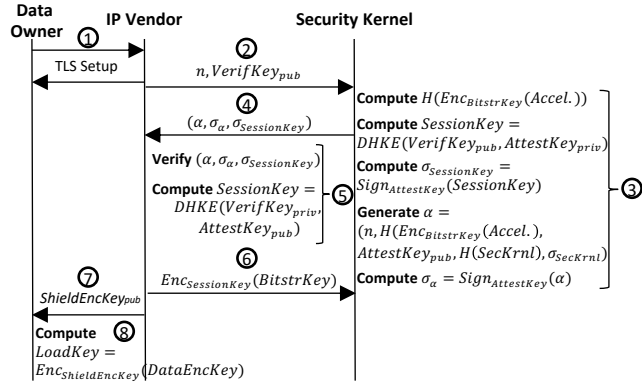 Data Owner
IP Vendor
Security Kernel
①
TLS Setup
②
n, VerifKey_pub
Compute H(Enc_BitstrKey(Accel.))
Compute SessionKey =
DHKE(VerifKey_pub, AttestKey_priv)
Compute σ_SessionKey =
Sign_AttestKey(SessionKey)
Generate α =
(n, H(Enc_BitstrKey(Accel.),
AttestKey_pub, H(SecKrnl), σ_SecKrnl)
Compute σ_α = Sign_AttestKey(α)
③
④
(α, σ_α, σ_SessionKey)
Verify (α, σ_α, σ_SessionKey)
Compute SessionKey =
DHKE(VerifKey_priv,
AttestKey_pub)
⑤
⑥
Enc_SessionKey(BitstrKey)
⑦
ShieldEncKey_pub
⑧
Compute
LoadKey =
Enc_ShieldEncKey(DataEncKey)